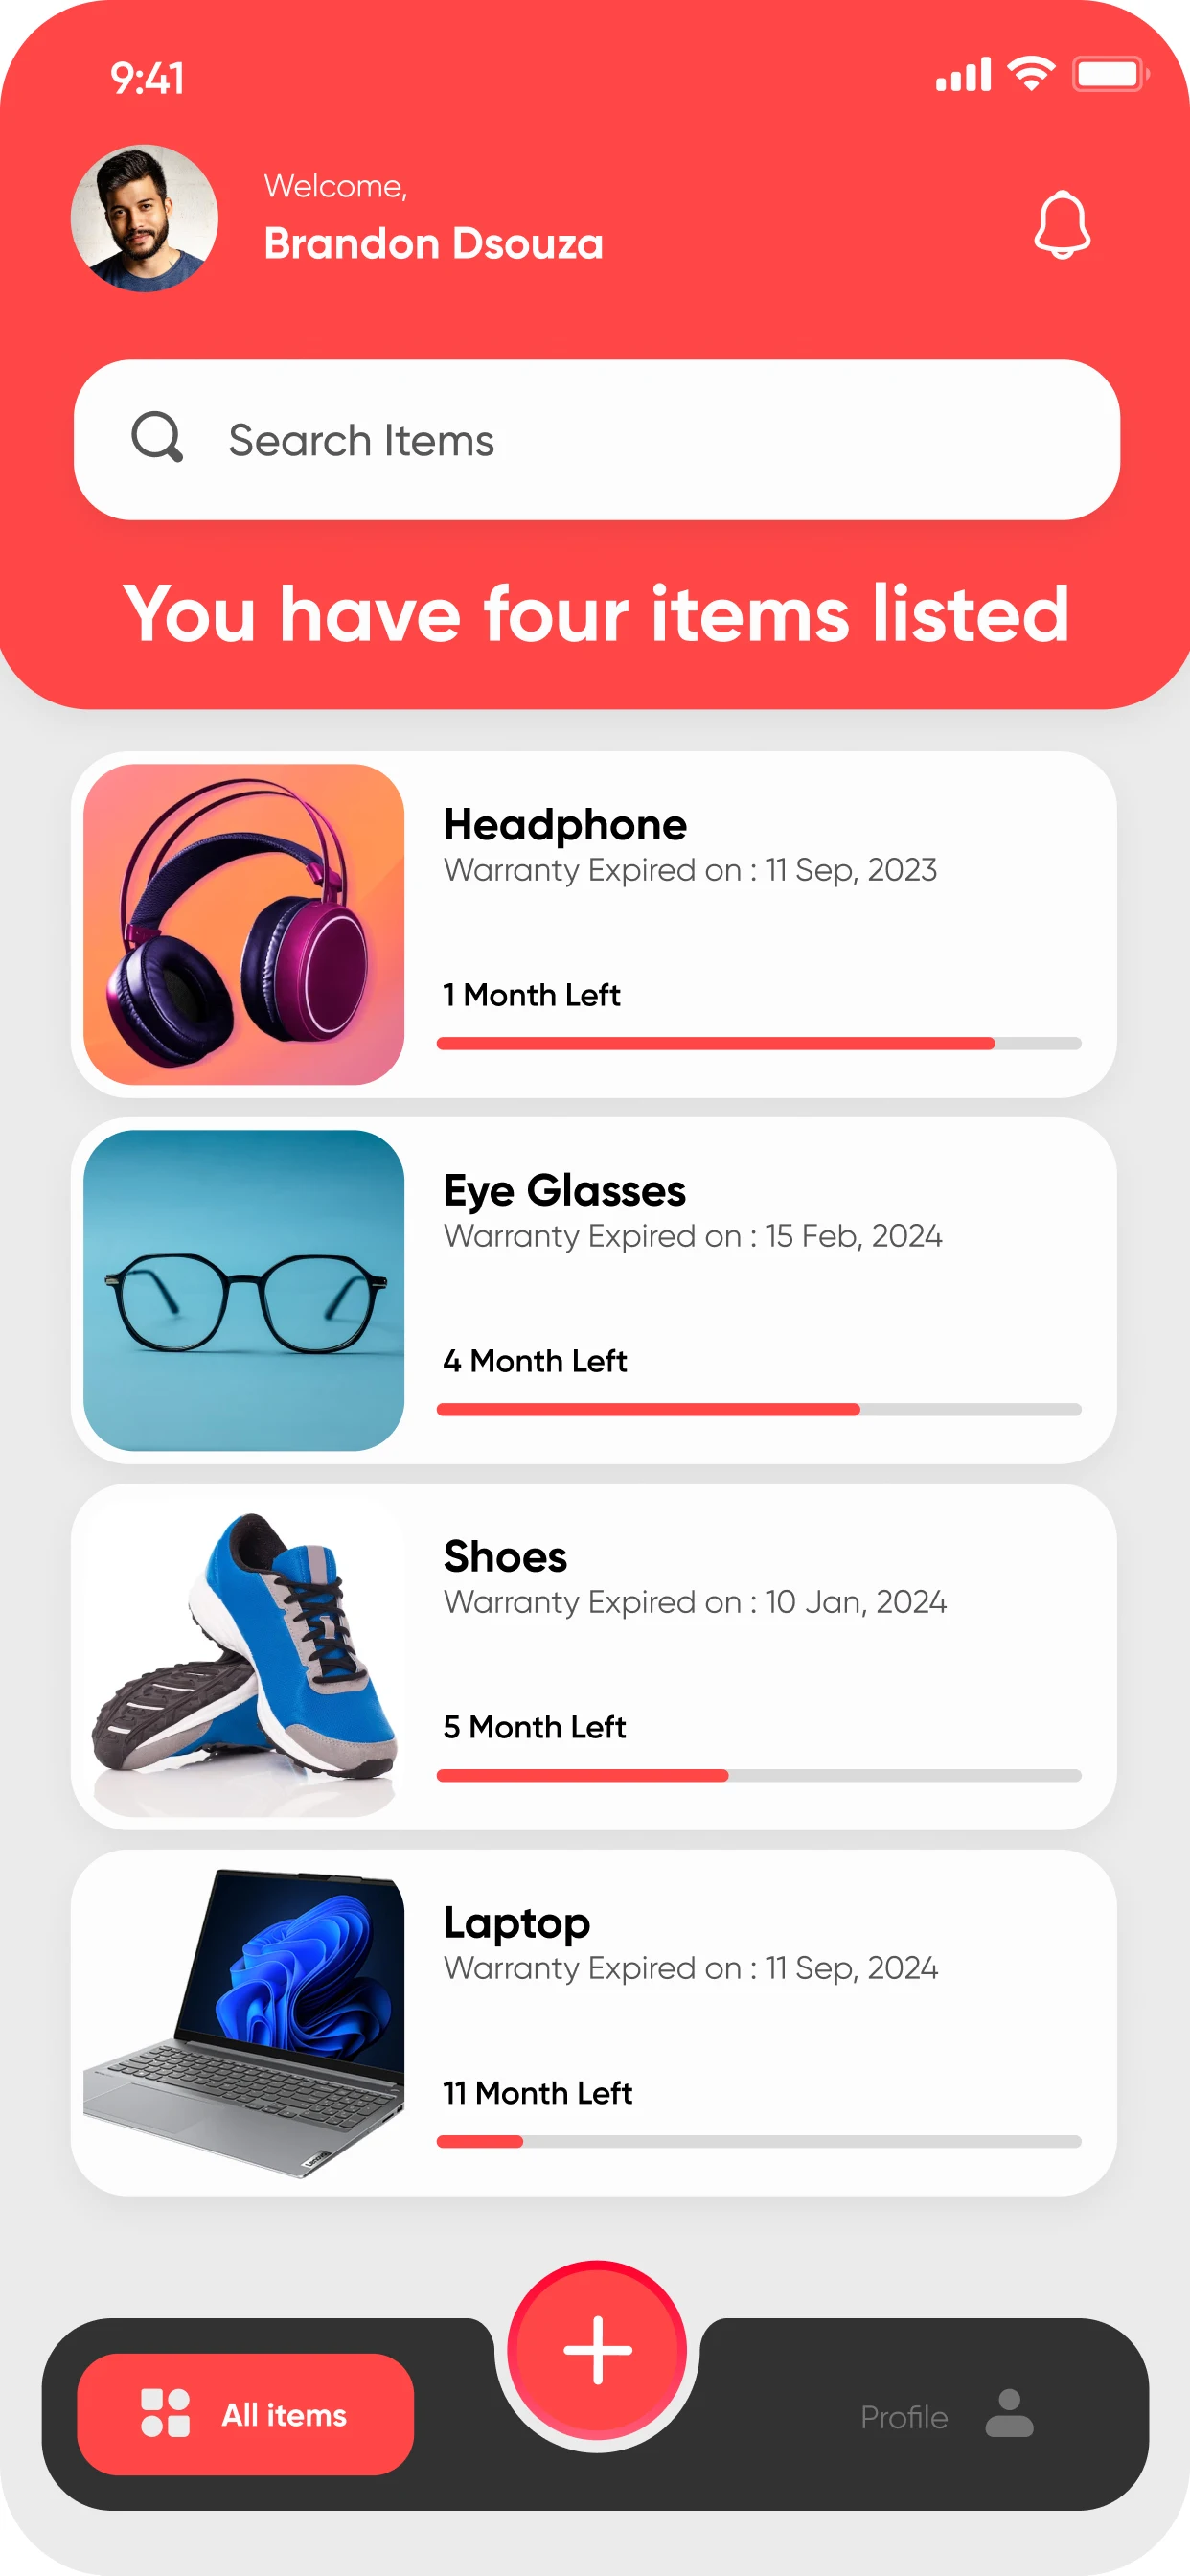 9:41
Welcome,
Brandon Dsouza
Search Items
You have four items listed
Headphone
Warranty Expired on : 11 Sep, 2023
1 Month Left
Eye Glasses
Warranty Expired on : 15 Feb, 2024
4 Month Left
Shoes
Warranty Expired on : 10 Jan, 2024
5 Month Left
Laptop
Warranty Expired on : 11 Sep, 2024
11 Month Left
Lenovo
All items
Profile